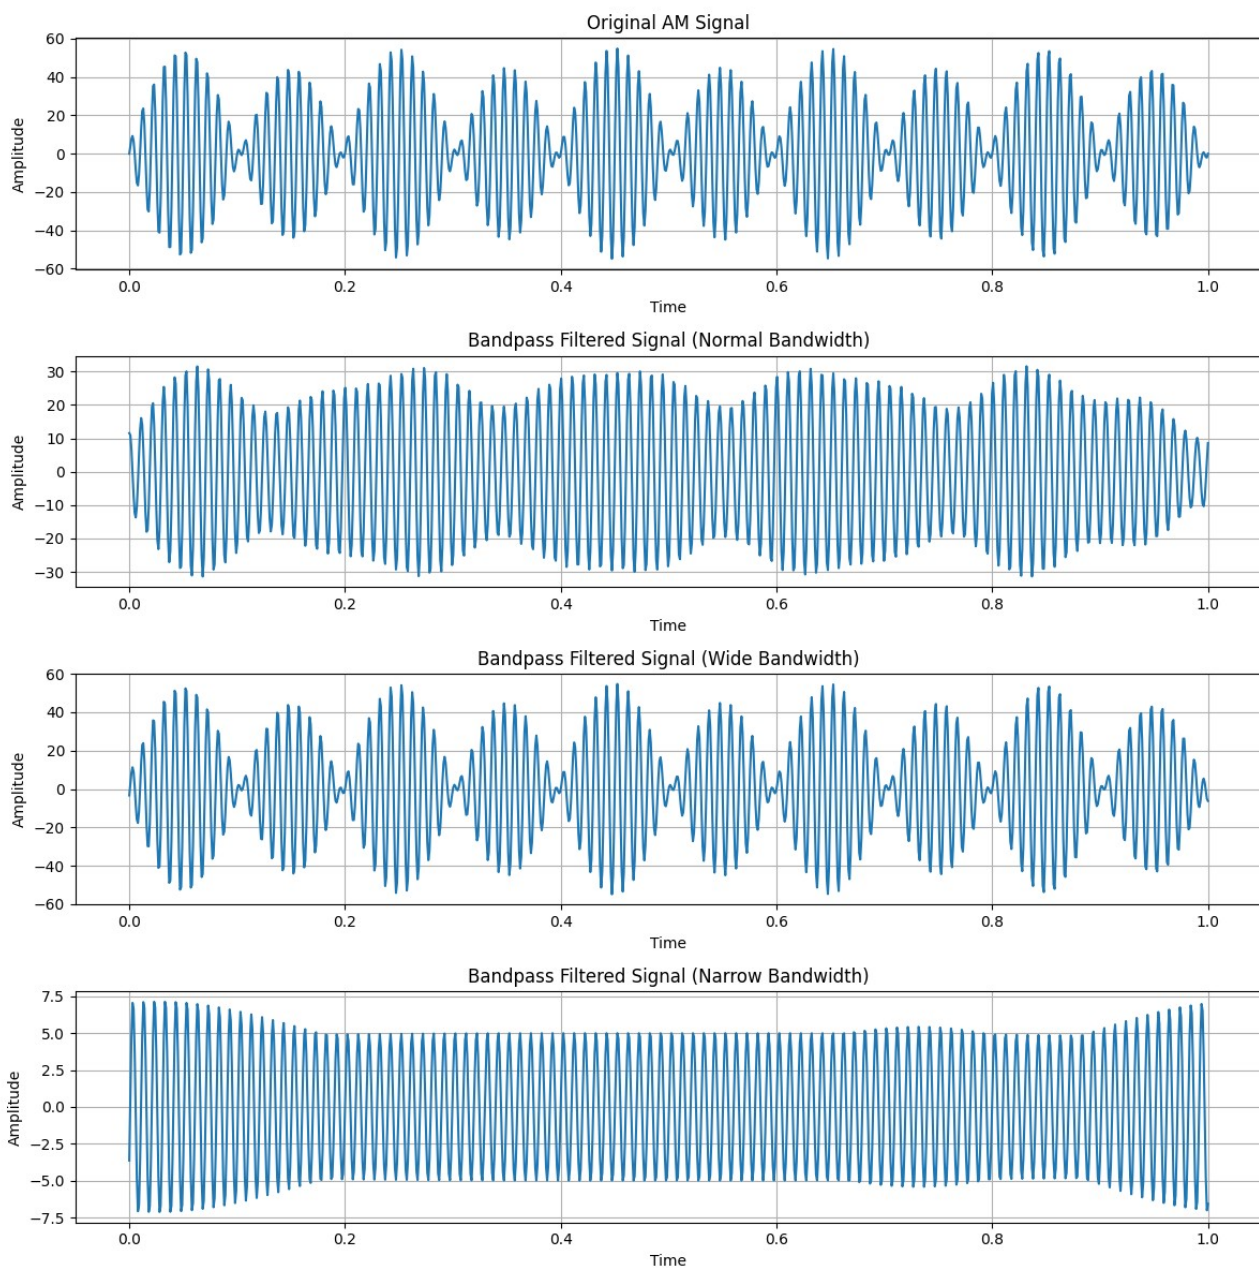 Original AM Signal
60
40
20
0
−20
−40
−60
Amplitude
0.0 0.2 0.4 0.6 0.8 1.0
Time
Bandpass Filtered Signal (Normal Bandwidth)
30
20
10
0
−10
−20
−30
Amplitude
0.0 0.2 0.4 0.6 0.8 1.0
Time
Bandpass Filtered Signal (Wide Bandwidth)
60
40
20
0
−20
−40
−60
Amplitude
0.0 0.2 0.4 0.6 0.8 1.0
Time
Bandpass Filtered Signal (Narrow Bandwidth)
7.5
5.0
2.5
0.0
−2.5
−5.0
−7.5
Amplitude
0.0 0.2 0.4 0.6 0.8 1.0
Time